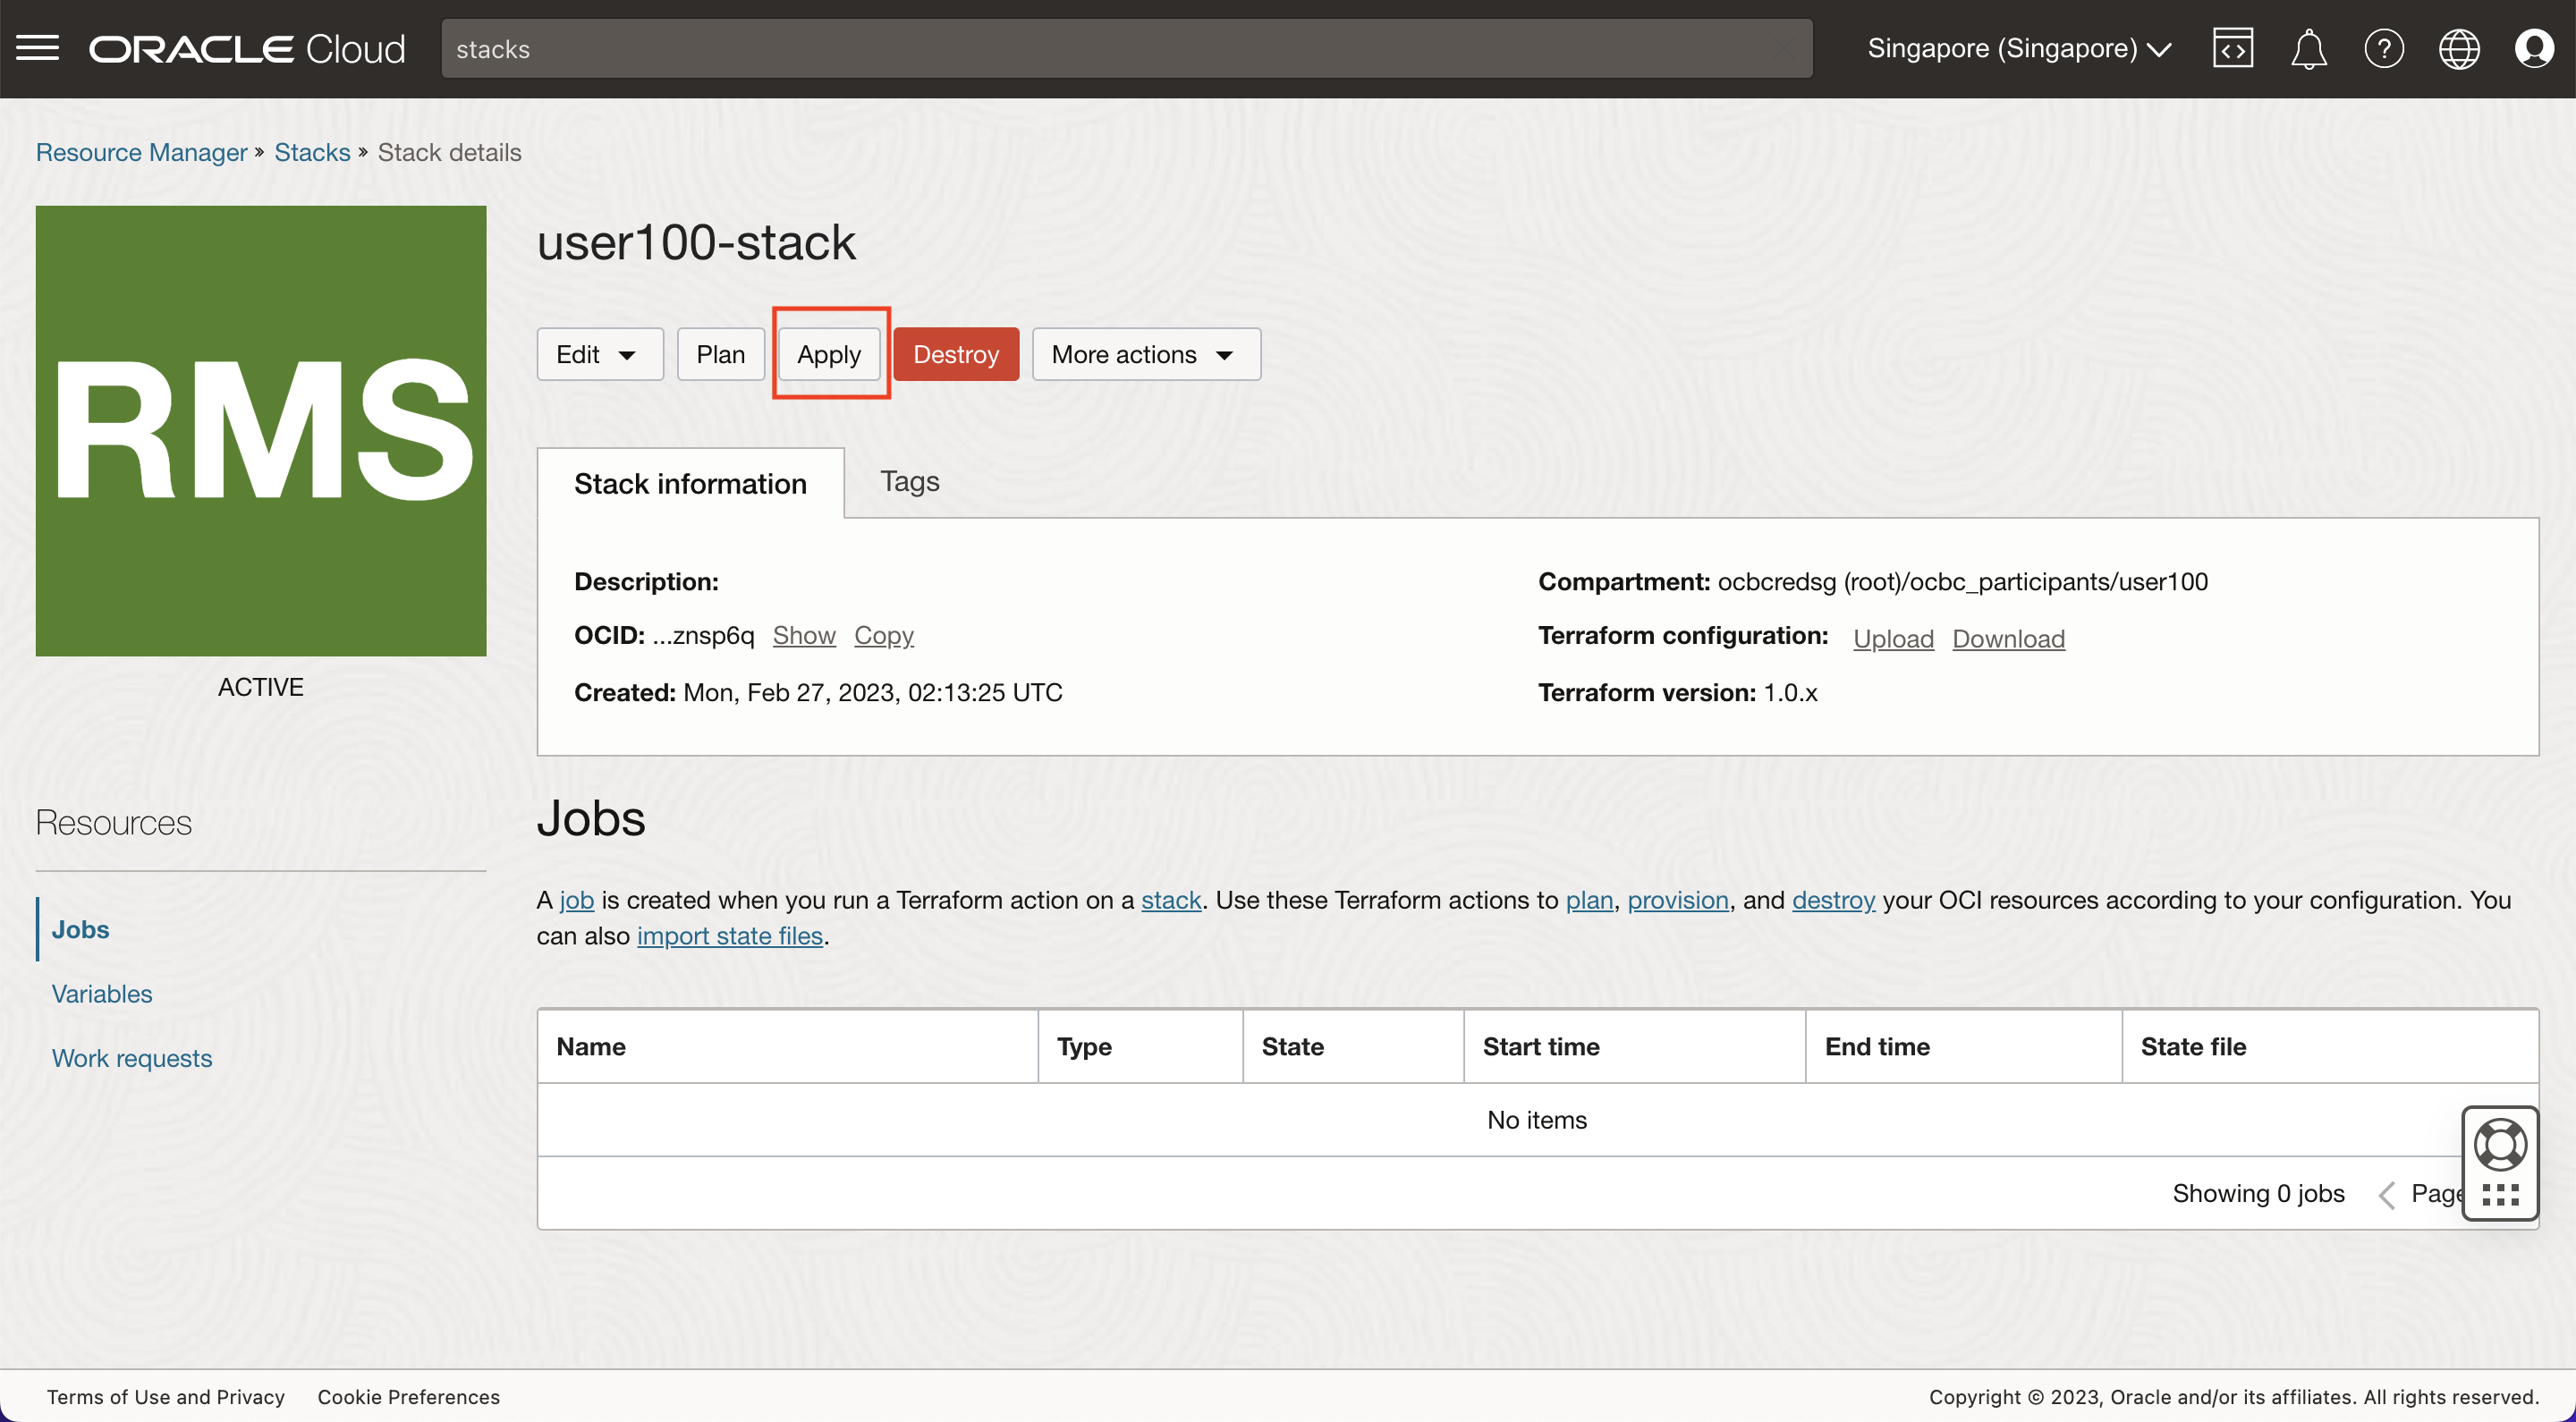 ORACLE Cloud
stacks
Singapore (Singapore)
Resource Manager » Stacks » Stack details
RMS
ACTIVE
user100-stack
Edit
Plan
Apply
Destroy
More actions
Stack information
Tags
Description:
OCID: ...znsp6q Show Copy
Created: Mon, Feb 27, 2023, 02:13:25 UTC
Compartment: ocbcredsg (root)/ocbc_participants/user100
Terraform configuration: Upload Download
Terraform version: 1.0.x
Resources
Jobs
Variables
Work requests
Jobs
A job is created when you run a Terraform action on a stack. Use these Terraform actions to plan, provision, and destroy your OCI resources according to your configuration. You
can also import state files.
Name Type State Start time End time State file
No items
Showing 0 jobs Page
Terms of Use and Privacy Cookie Preferences
Copyright © 2023, Oracle and/or its affiliates. All rights reserved.